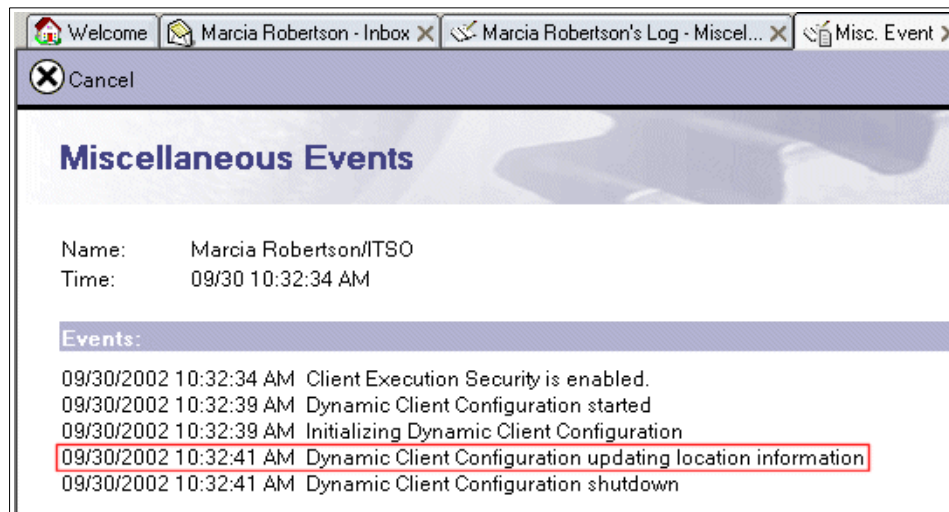 Welcome Marcia Robertson - Inbox Marcia Robertson's Log - Miscel... Misc. Event
Cancel
Miscellaneous Events
Name: Marcia Robertson/ITSO
Time: 09/30 10:32:34 AM
Events:
09/30/2002 10:32:34 AM Client Execution Security is enabled.
09/30/2002 10:32:39 AM Dynamic Client Configuration started
09/30/2002 10:32:39 AM Initializing Dynamic Client Configuration
09/30/2002 10:32:41 AM Dynamic Client Configuration updating location information
09/30/2002 10:32:41 AM Dynamic Client Configuration shutdown